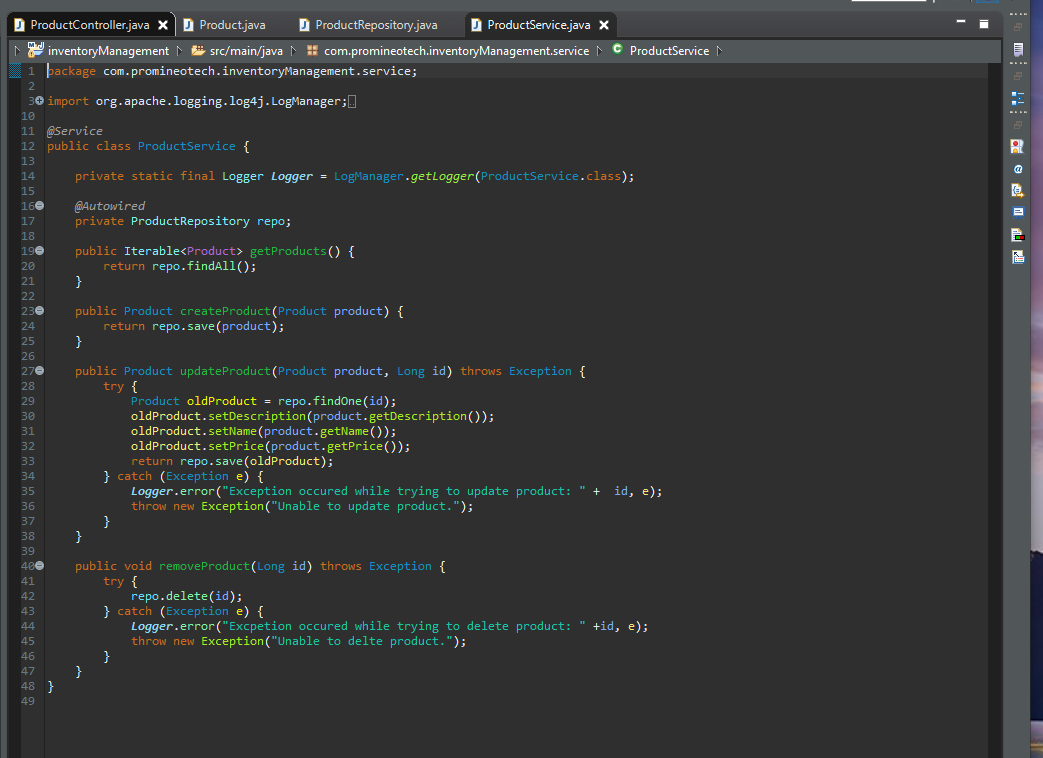 ProductController.java Product.java ProductRepository.java ProductService.java
inventoryManagement src/main/java com.promineotech.inventoryManagement.service ProductService
1 package com.promineotech.inventoryManagement.service;
2
3 import org.apache.logging.log4j.LogManager;
10
11 @Service
12 public class ProductService {
13
14 private static final Logger Logger = LogManager.getLogger(ProductService.class);
15
16 @Autowired
17 private ProductRepository repo;
18
19 public Iterable<Product> getProducts() {
20 return repo.findAll();
21 }
22
23 public Product createProduct(Product product) {
24 return repo.save(product);
25 }
26
27 public Product updateProduct(Product product, Long id) throws Exception {
28 try {
29 Product oldProduct = repo.findOne(id);
30 oldProduct.setDescription(product.getDescription());
31 oldProduct.setName(product.getName());
32 oldProduct.setPrice(product.getPrice());
33 return repo.save(oldProduct);
34 } catch (Exception e) {
35 Logger.error("Exception occured while trying to update product: " + id, e);
36 throw new Exception("Unable to update product.");
37 }
38 }
39
40 public void removeProduct(Long id) throws Exception {
41 try {
42 repo.delete(id);
43 } catch (Exception e) {
44 Logger.error("Excpetion occured while trying to delete product: " +id, e);
45 throw new Exception("Unable to delte product.");
46 }
47 }
48 }
49